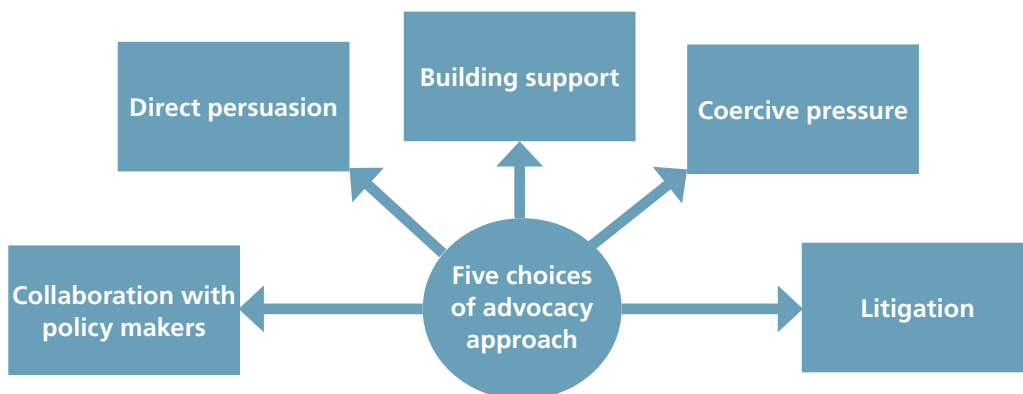 Building support
Direct persuasion
Coercive pressure
Collaboration with
policy makers
Five choices
of advocacy
approach
Litigation